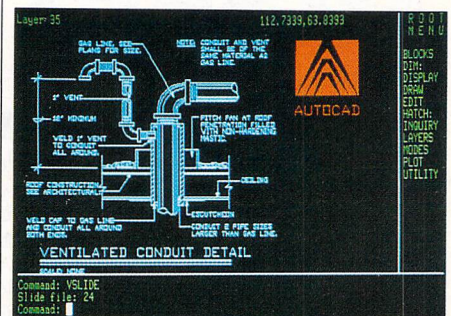 Layer 35
112.7339,63.8393
ROOT
MENU
BLOCKS
DIM:
DISPLAY
DRAW
EDIT
HATCH:
INQUIRY
LAYERS
MODES
PLOT
UTILITY
GAS LINE, SEE
PLANS FOR SIZE.
NOTE: CONDUIT AND VENT
SHALL BE OF THE
SAME MATERIAL AS
GAS LINE.
AUTOCAD
1" VENT
18" MINIMUM
WELD 1" VENT
TO CONDUIT
ALL AROUND.
PITCH PAN AT ROOF
PENETRATION FILLED
WITH NON-HARDENING
MASTIC.
ROOF CONSTRUCTION
SEE ARCHITECTURAL
CEILING
ESCUTCHEON
WELD CAP TO GAS LINE
AND CONDUIT ALL AROUND
BOTH ENDS.
CONDUIT 2 PIPE SIZES
LARGER THAN GAS LINE.
VENTILATED CONDUIT DETAIL
SCALE: NONE
Command: VSLIDE
Slide file: 24
Command: